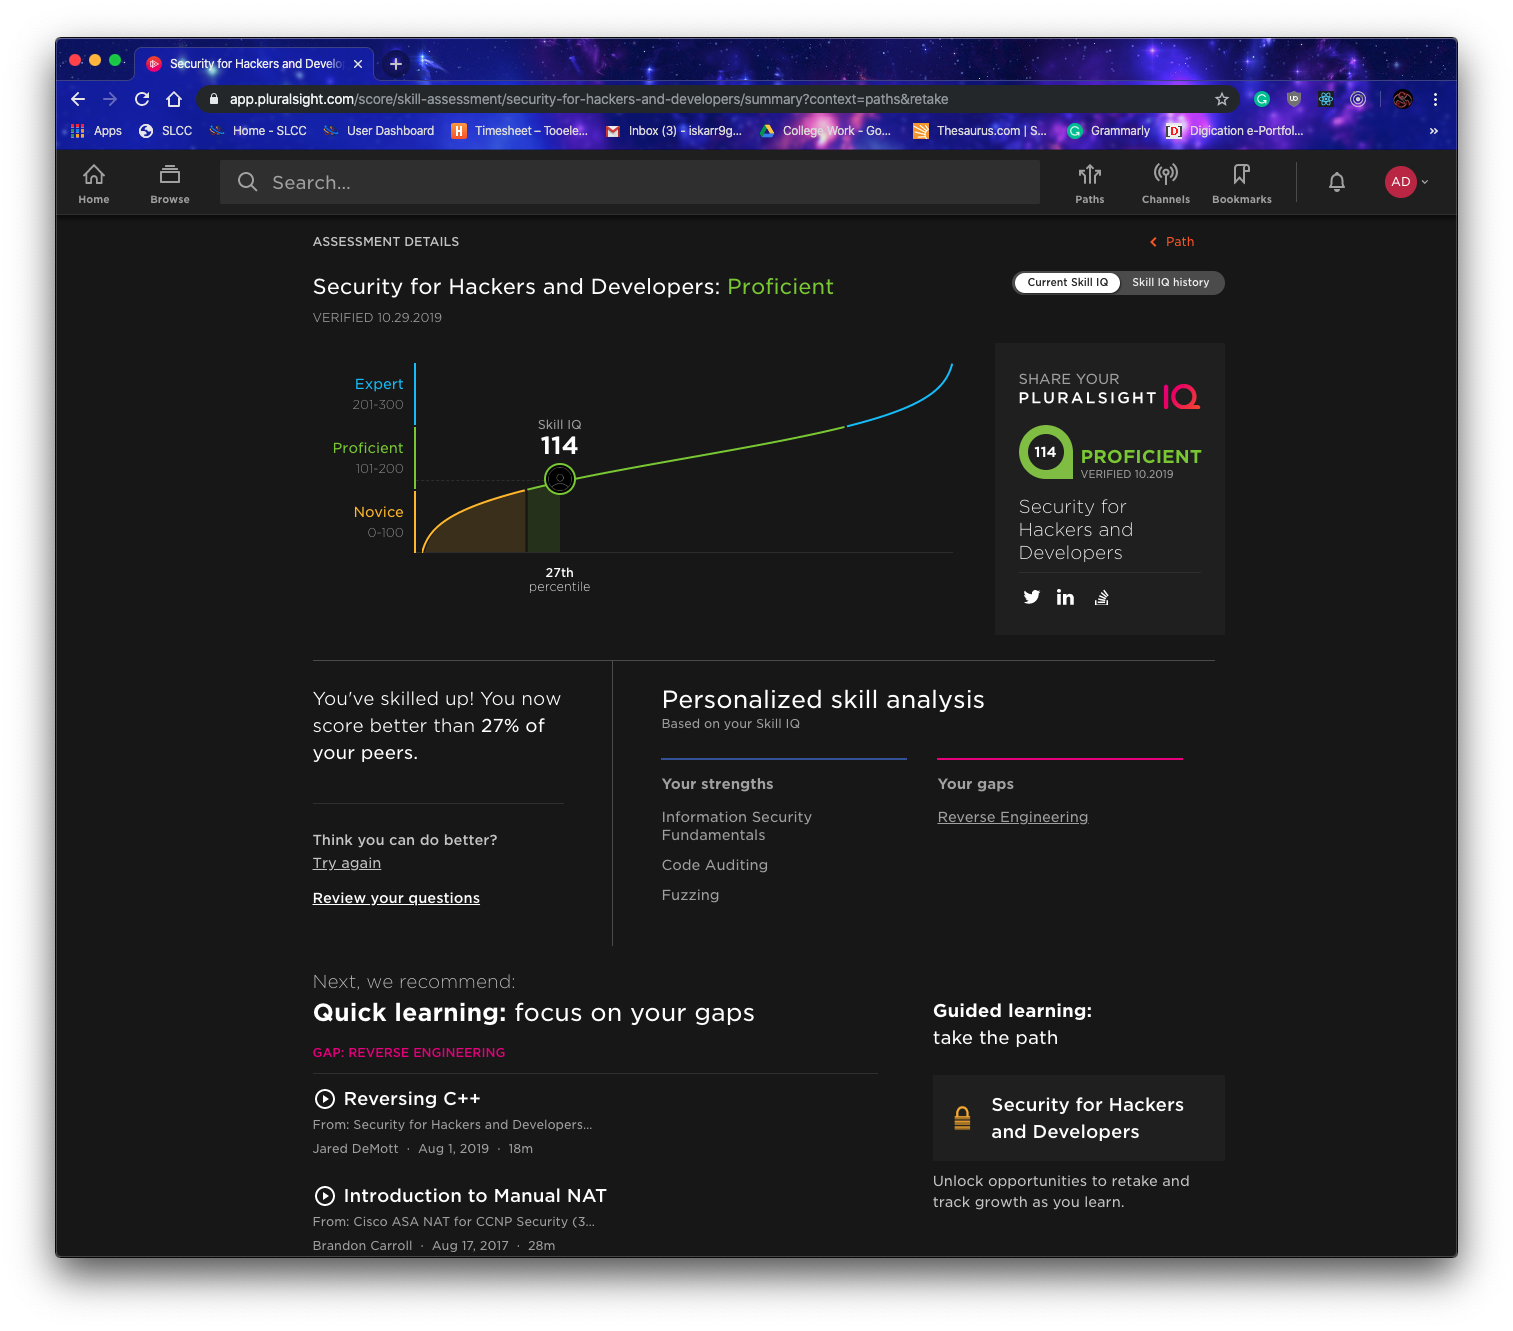 Security for Hackers and Develo
app.pluralsight.com/score/skill-assessment/security-for-hackers-and-developers/summary?context=paths&retake
Apps SLCC Home - SLCC User Dashboard Timesheet – Tooele... Inbox (3) - iskarr9g... College Work - Go... Thesaurus.com | S... Grammarly Digication e-Portfol... »
Home Browse Search... Paths Channels Bookmarks AD
ASSESSMENT DETAILS
Path
Security for Hackers and Developers: Proficient
Current Skill IQ Skill IQ history
VERIFIED 10.29.2019
Expert
201-300
Proficient
101-200
Novice
0-100
Skill IQ
114
27th
percentile
SHARE YOUR
PLURALSIGHT IQ
114 PROFICIENT
VERIFIED 10.2019
Security for
Hackers and
Developers
You've skilled up! You now
score better than 27% of
your peers.
Think you can do better?
Try again
Review your questions
Personalized skill analysis
Based on your Skill IQ
Your strengths
Information Security
Fundamentals
Code Auditing
Fuzzing
Your gaps
Reverse Engineering
Next, we recommend:
Quick learning: focus on your gaps
GAP: REVERSE ENGINEERING
Reversing C++
From: Security for Hackers and Developers...
Jared DeMott · Aug 1, 2019 · 18m
Introduction to Manual NAT
From: Cisco ASA NAT for CCNP Security (3...
Brandon Carroll · Aug 17, 2017 · 28m
Guided learning:
take the path
Security for Hackers
and Developers
Unlock opportunities to retake and
track growth as you learn.